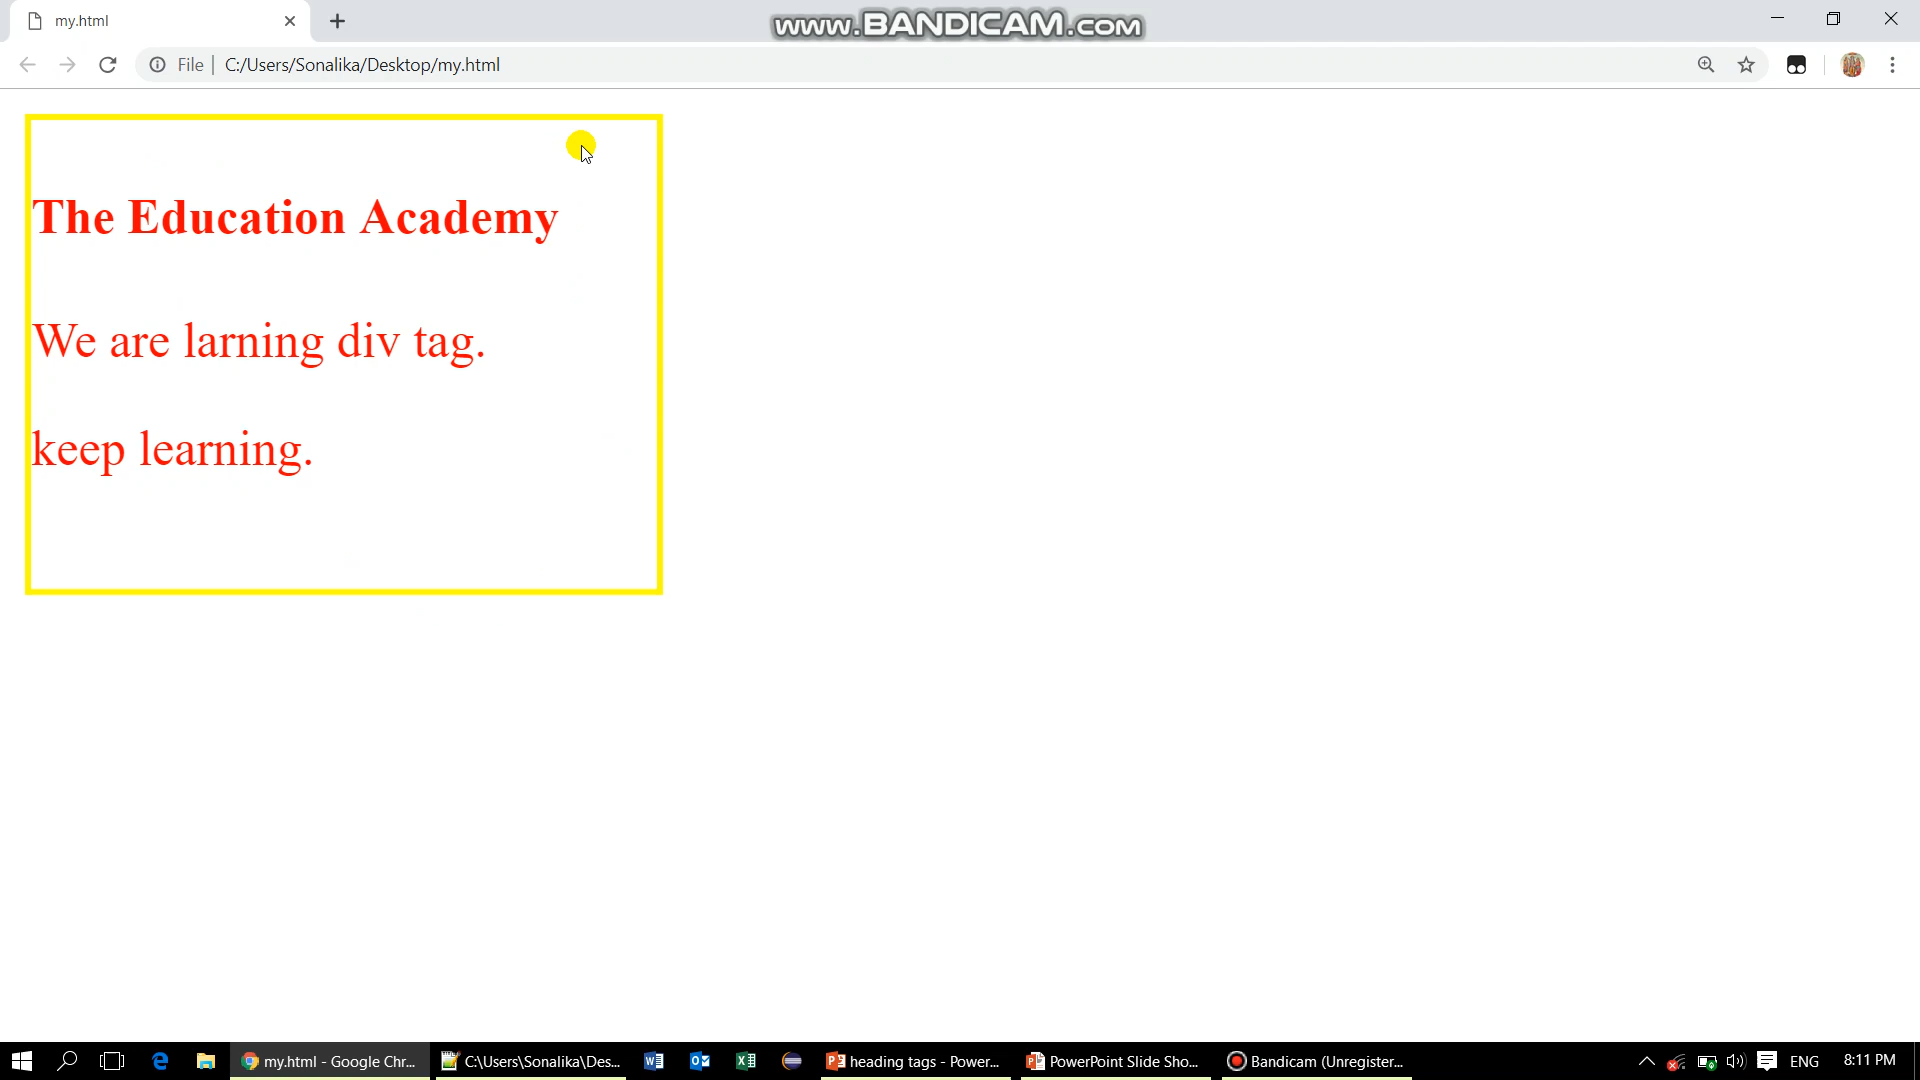 my.html
www.BANDICAM.com
File
C:/Users/Sonalika/Desktop/my.html
The Education Academy
We are larning div tag.
keep learning.
my.html - Google Chr...
C:\Users\Sonalika\Des...
heading tags - Power...
PowerPoint Slide Sho...
Bandicam (Unregister...
ENG
8:11 PM